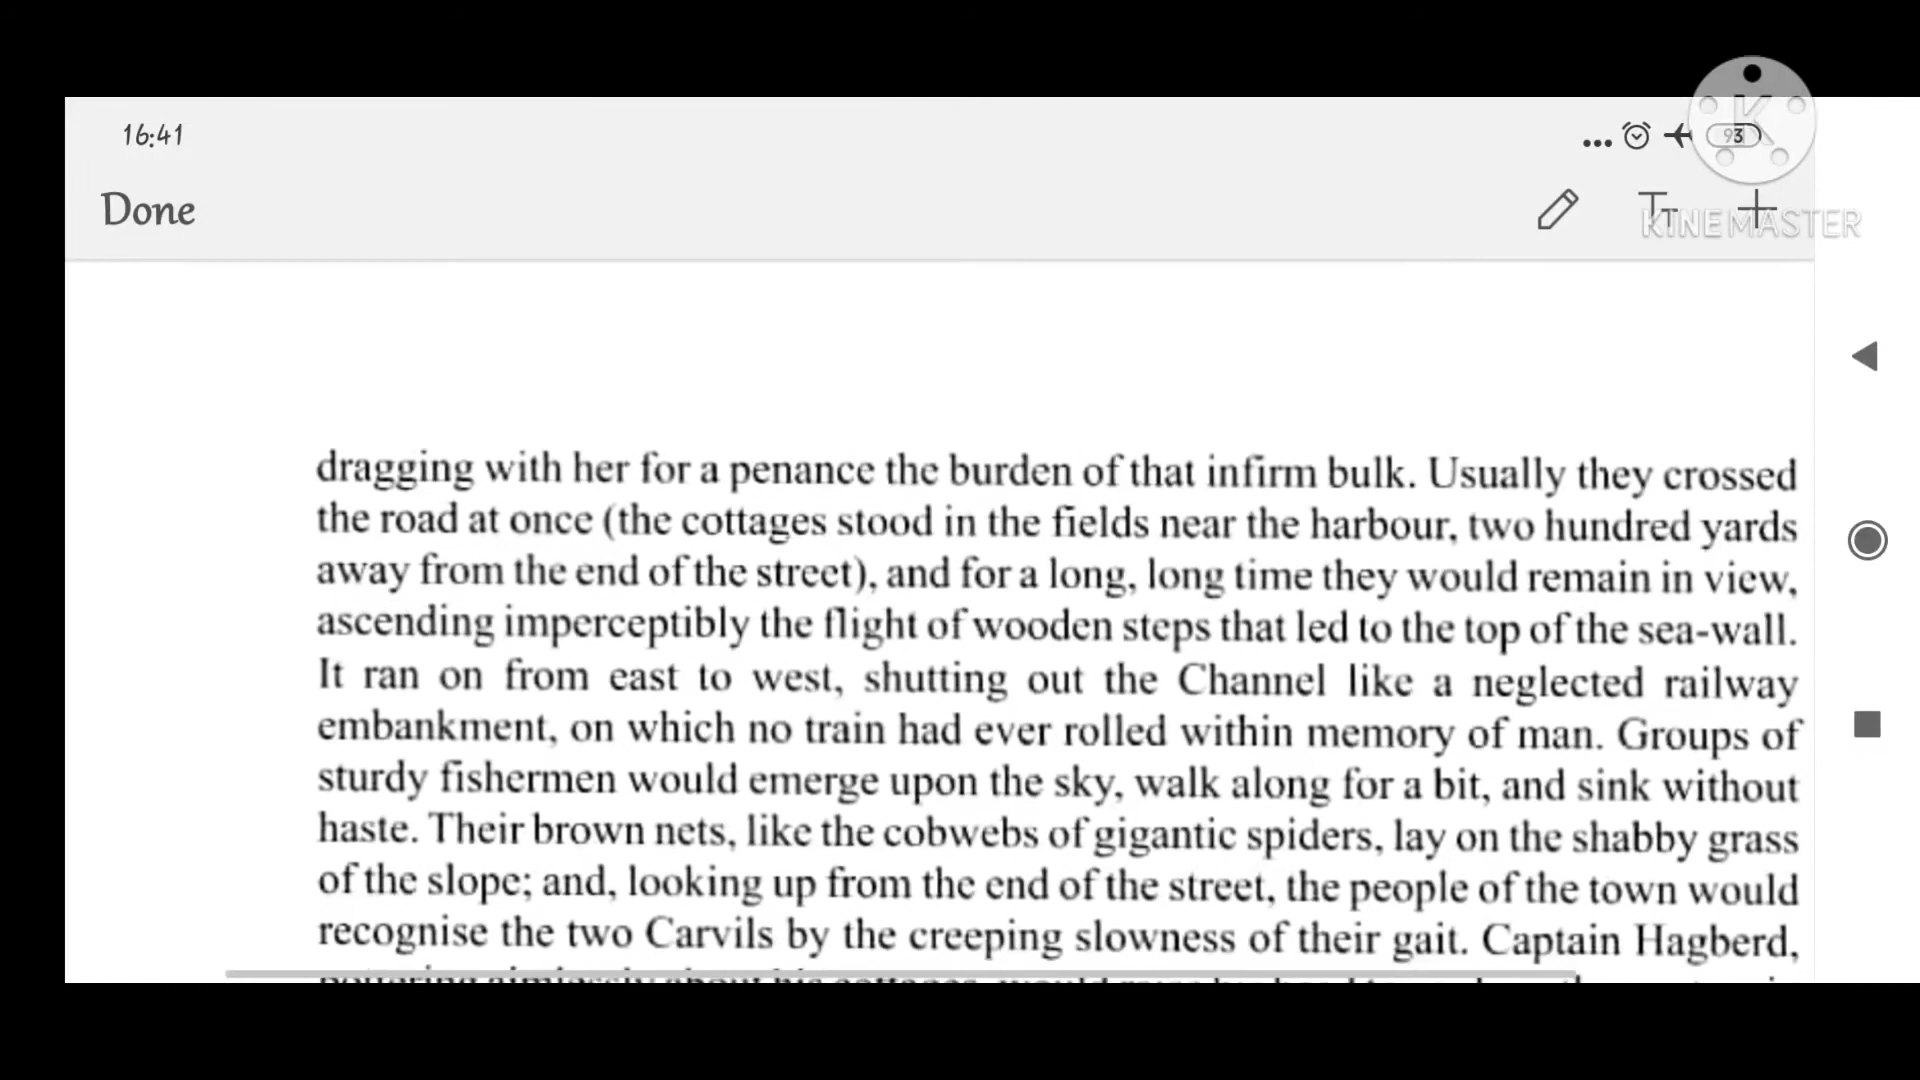 16:41
93
Done
KINEMASTER
dragging with her for a penance the burden of that infirm bulk. Usually they crossed
the road at once (the cottages stood in the fields near the harbour, two hundred yards
away from the end of the street), and for a long, long time they would remain in view,
ascending imperceptibly the flight of wooden steps that led to the top of the sea-wall.
It ran on from east to west, shutting out the Channel like a neglected railway
embankment, on which no train had ever rolled within memory of man. Groups of
sturdy fishermen would emerge upon the sky, walk along for a bit, and sink without
haste. Their brown nets, like the cobwebs of gigantic spiders, lay on the shabby grass
of the slope; and, looking up from the end of the street, the people of the town would
recognise the two Carvils by the creeping slowness of their gait. Captain Hagberd,